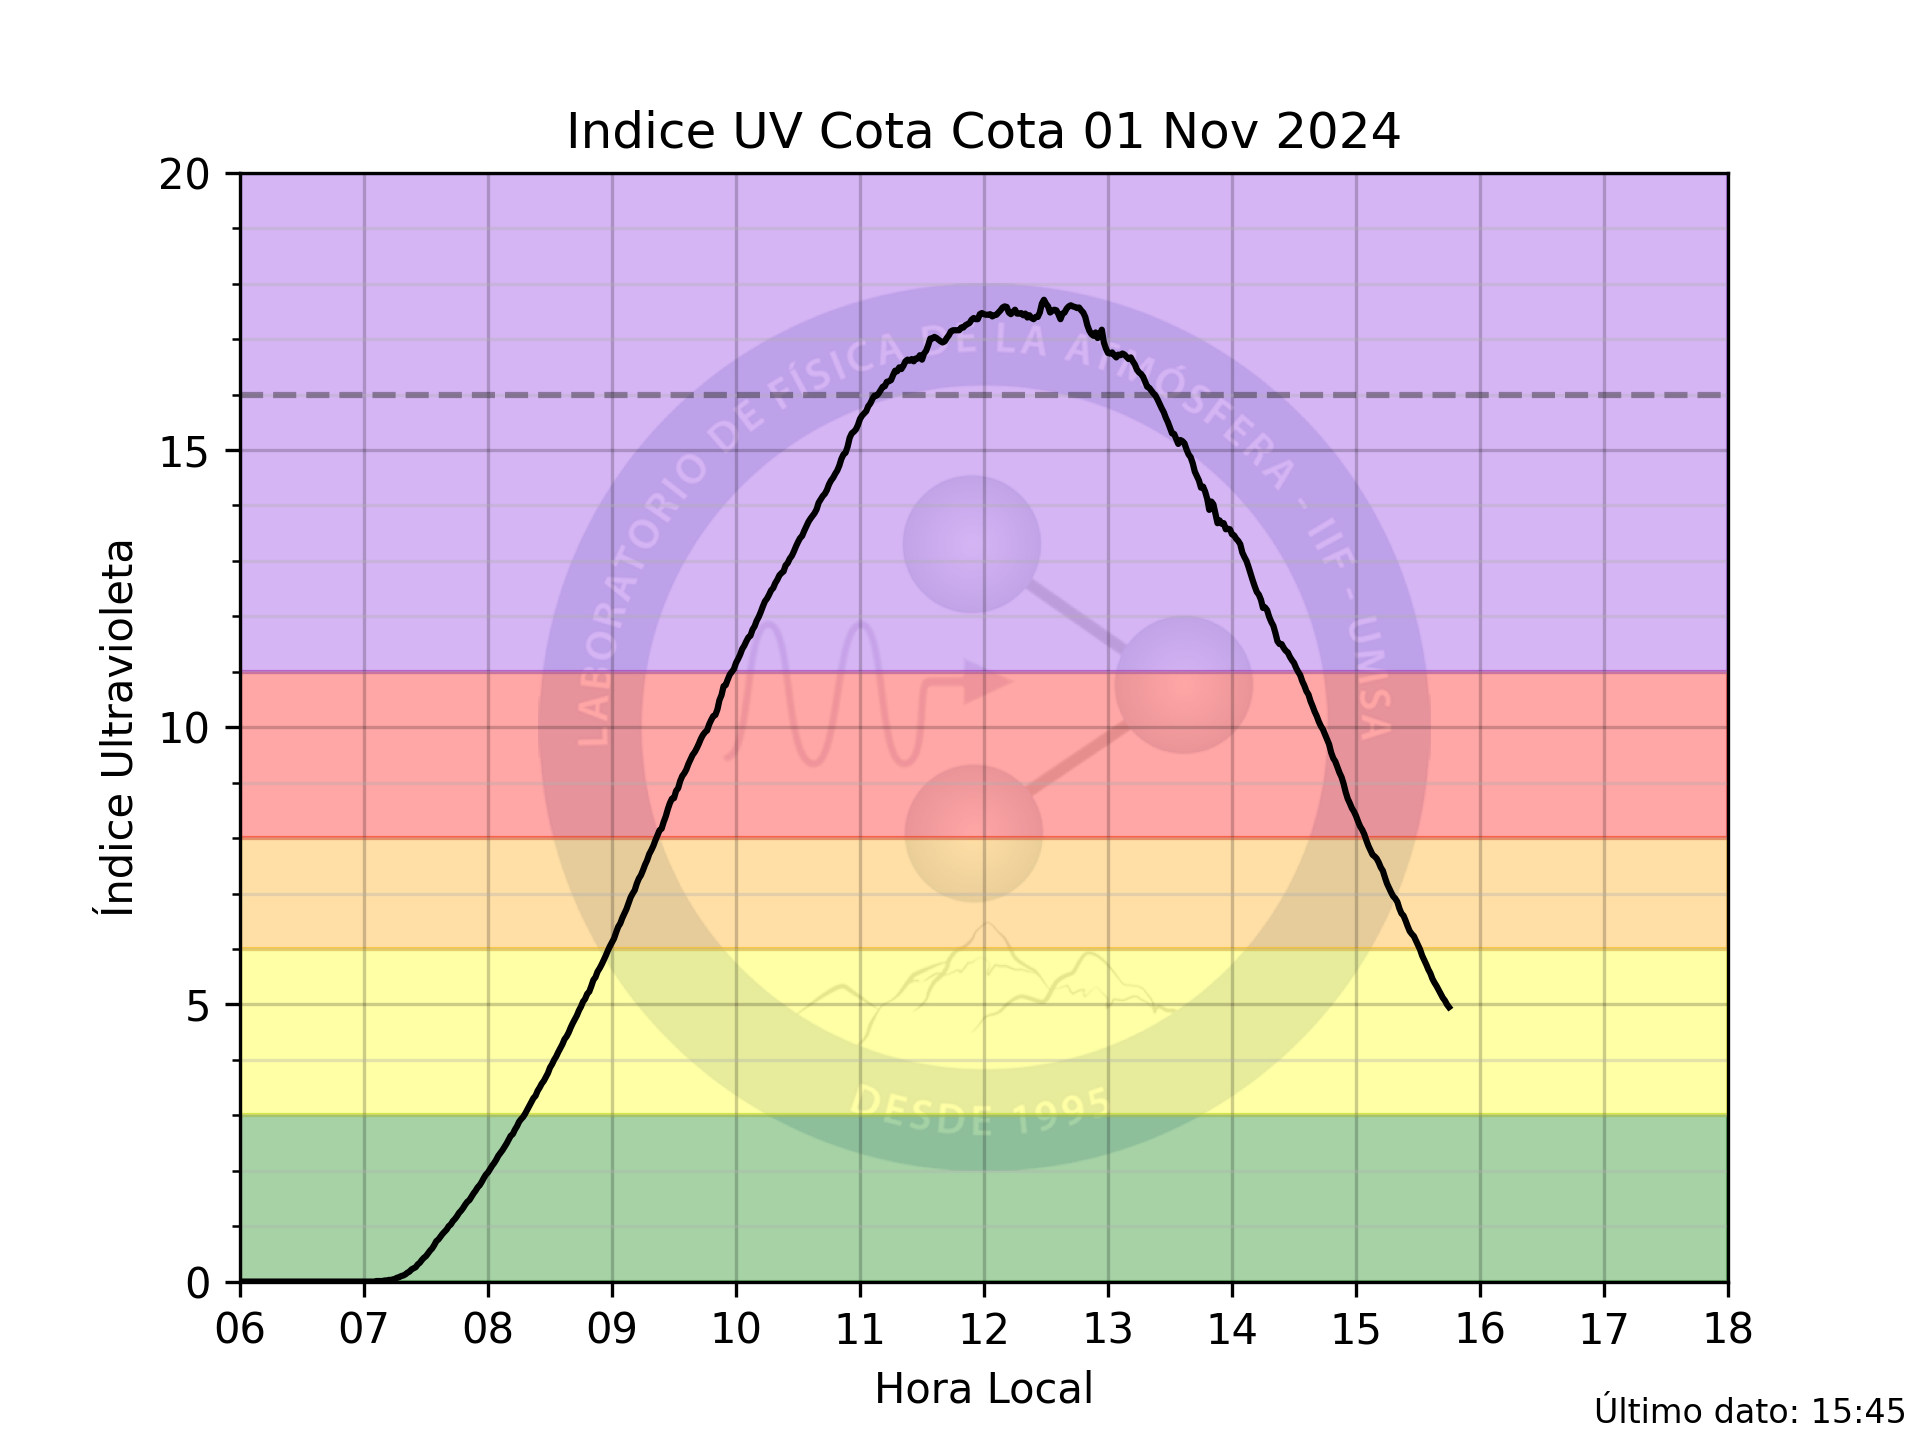 Indice UV Cota Cota 01 Nov 2024
20
15
10
5
0
Índice Ultravioleta
LABORATORIO DE FÍSICA DE LA ATMÓSFERA - IIF - UMSA
DESDE 1995
06 07 08 09 10 11 12 13 14 15 16 17 18
Hora Local
Último dato: 15:45